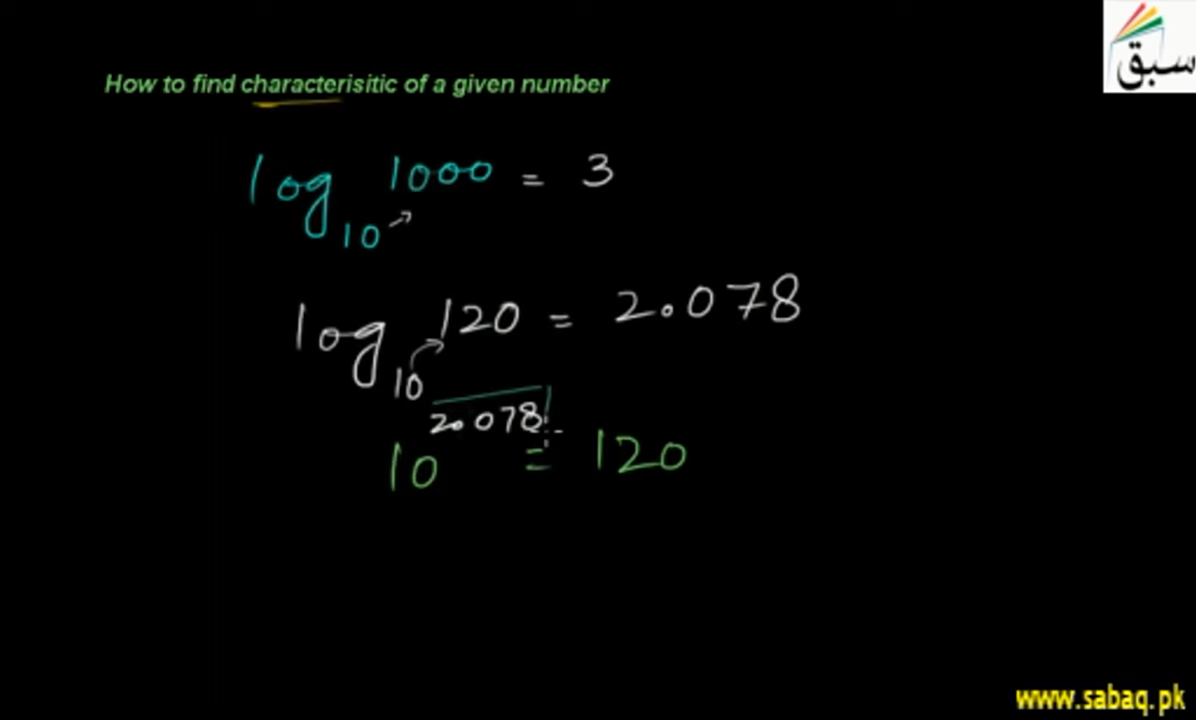 سبق
How to find characterisitic of a given number
log₁₀ 1000 = 3
log₁₀ 120 = 2.078
10^2.078 = 120
www.sabaq.pk